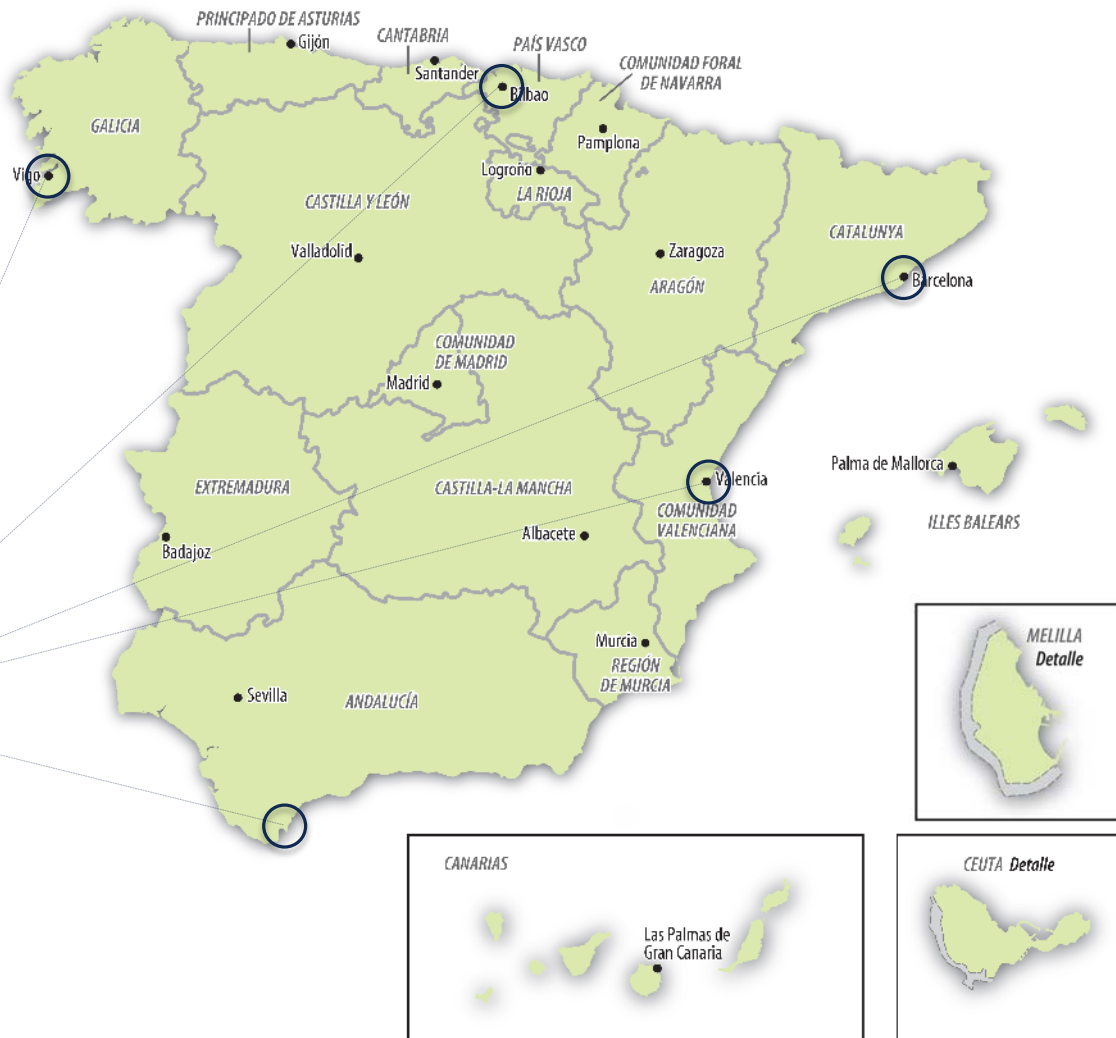 PRINCIPADO DE ASTURIAS
Gijón
CANTABRIA
Santander
PAÍS VASCO
Bilbao
COMUNIDAD FORAL
DE NAVARRA
Pamplona
GALICIA
Vigo
Logroño
LA RIOJA
CASTILLA Y LEÓN
Valladolid
Zaragoza
ARAGÓN
CATALUNYA
Barcelona
COMUNIDAD
DE MADRID
Madrid
EXTREMADURA
Badajoz
CASTILLA-LA MANCHA
Albacete
Valencia
COMUNIDAD
VALENCIANA
Palma de Mallorca
ILLES BALEARS
Murcia
REGIÓN
DE MURCIA
Sevilla
ANDALUCÍA
MELILLA
Detalle
CANARIAS
Las Palmas de
Gran Canaria
CEUTA Detalle